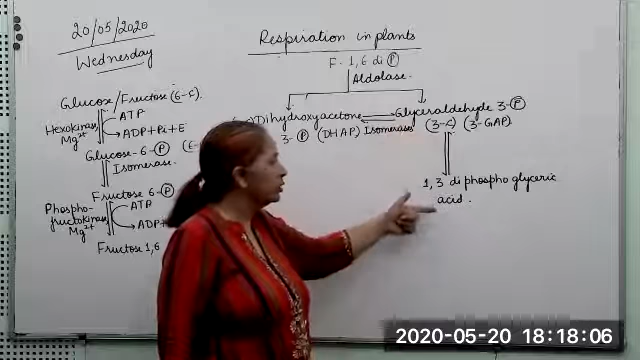 20/05/2020
Wednesday
Respiration in plants
F. 1,6 di P
Aldolase.
Glucose/Fructose (6-C).
ATP
Hexokinase
Mg2+
ADP+Pi+E
Glucose-6-P
Isomerase.
Fructose 6-P
Phospho-
fructokinase
Mg2+
ATP
ADP+
Fructose 1,6
Dihydroxyacetone
3-P (DHAP)
Isomerases
Glyceraldehyde 3-P
(3-C) (3-GAP)
1,3 di phospho glyceric
acid.
2020-05-20 18:18:06